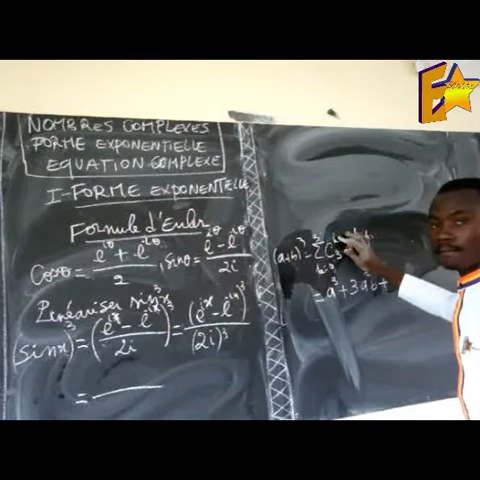 NOMBRES COMPLEXES
FORME EXPONENTIELLE
EQUATION COMPLEXE
I-FORME EXPONENTIELLE
Formule d'Euler
Cosθ = (e^iθ + e^-iθ)/2, sinθ = (e^iθ - e^-iθ)/2i
Linéariser sin³x
(sinx)³ = ((e^ix - e^-ix)/2i)³ = (e^ix - e^-ix)³/(2i)³
=
(a+b)³ = Σ C₃
= a³ + 3a²b +